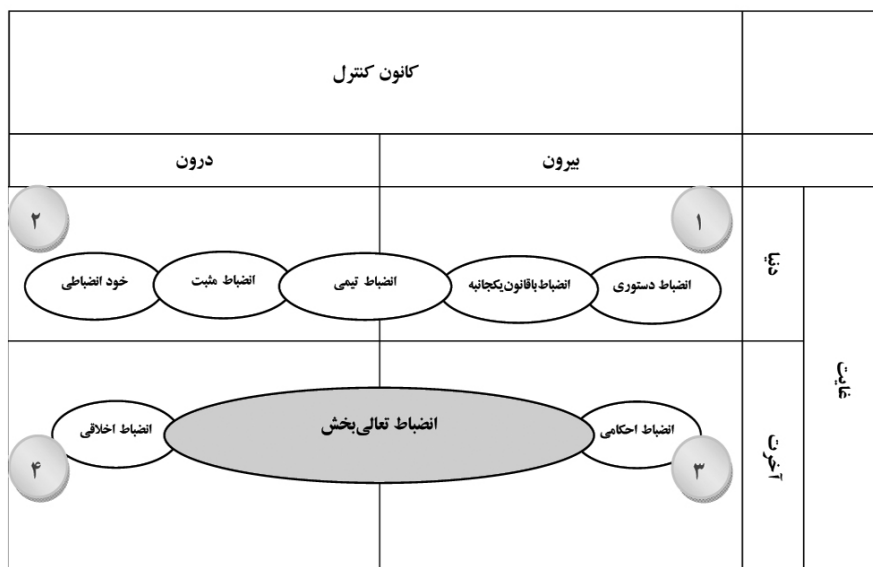 کانون کنترل
بیرون
درون
غایت
دنیا
۱
۲
انضباط دستوری
انضباط باقانون یکجانبه
انضباط تیمی
انضباط مثبت
خود انضباطی
آخرت
انضباط احکامی
انضباط تعالی‌بخش
انضباط اخلاقی
۳
۴